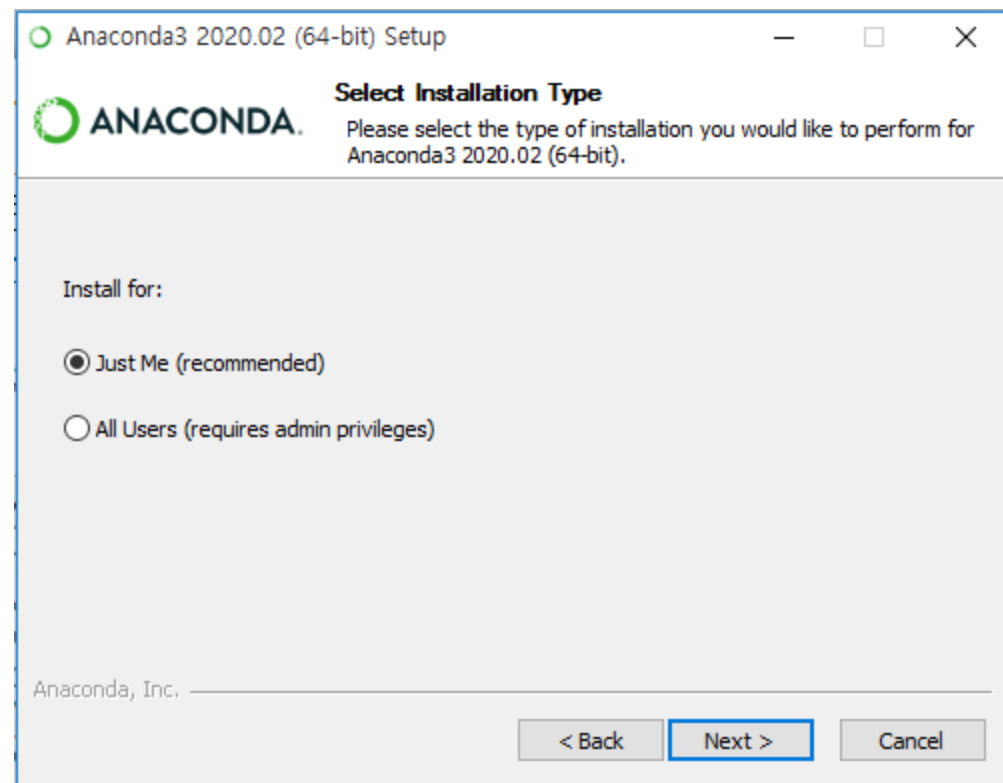 Anaconda3 2020.02 (64-bit) Setup
ANACONDA.
Select Installation Type
Please select the type of installation you would like to perform for
Anaconda3 2020.02 (64-bit).
Install for:
Just Me (recommended)
All Users (requires admin privileges)
Anaconda, Inc.
< Back
Next >
Cancel